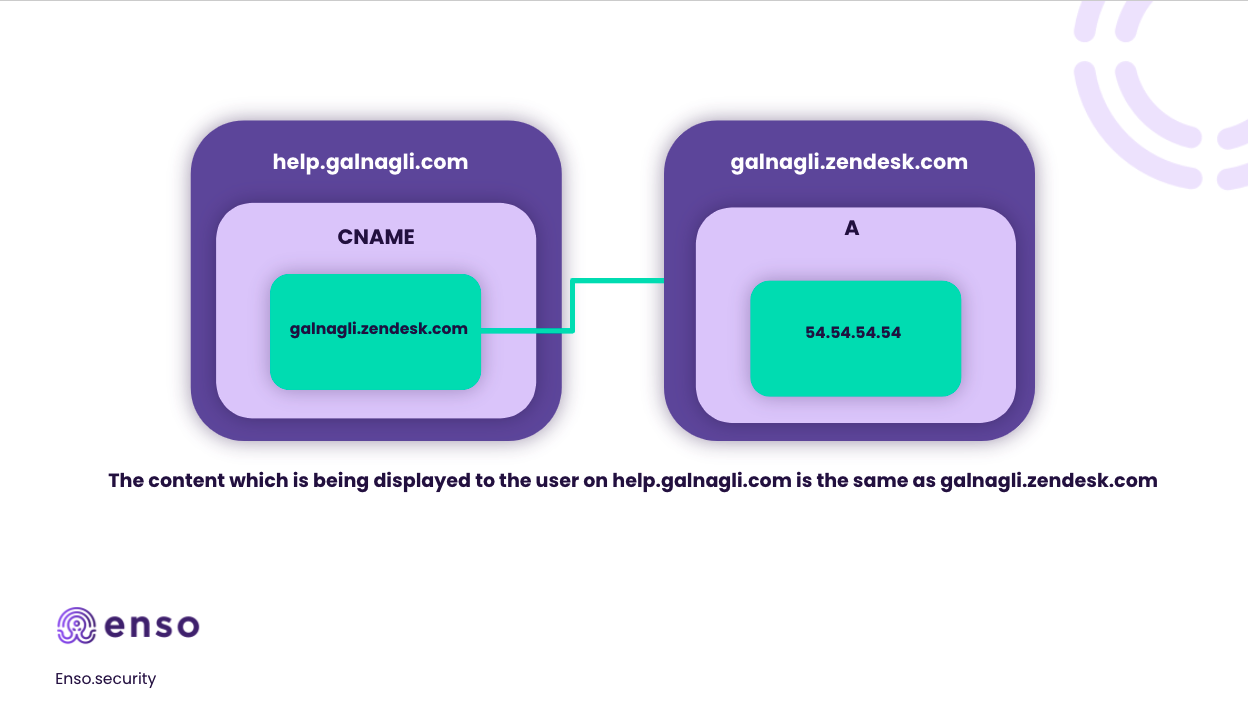 help.galnagli.com
CNAME
galnagli.zendesk.com
galnagli.zendesk.com
A
54.54.54.54
The content which is being displayed to the user on help.galnagli.com is the same as galnagli.zendesk.com
enso
Enso.security